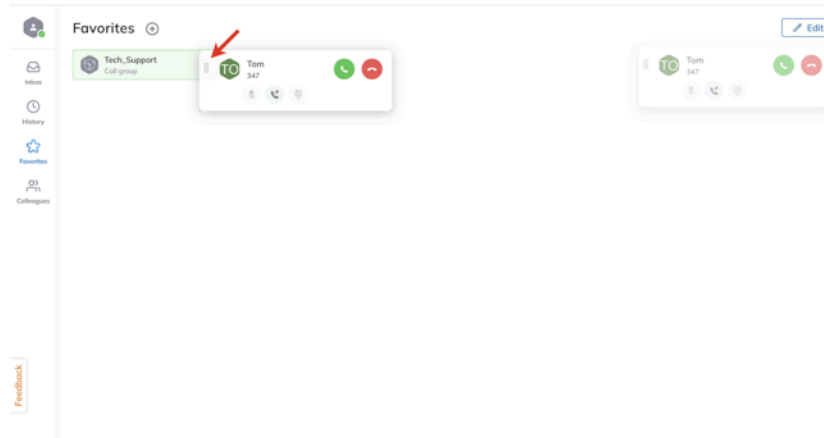 Favorites
Edit
Tech_Support
Call group
TO
Tom
347
TO
Tom
347
Inbox
History
Favorites
Colleagues
Feedback